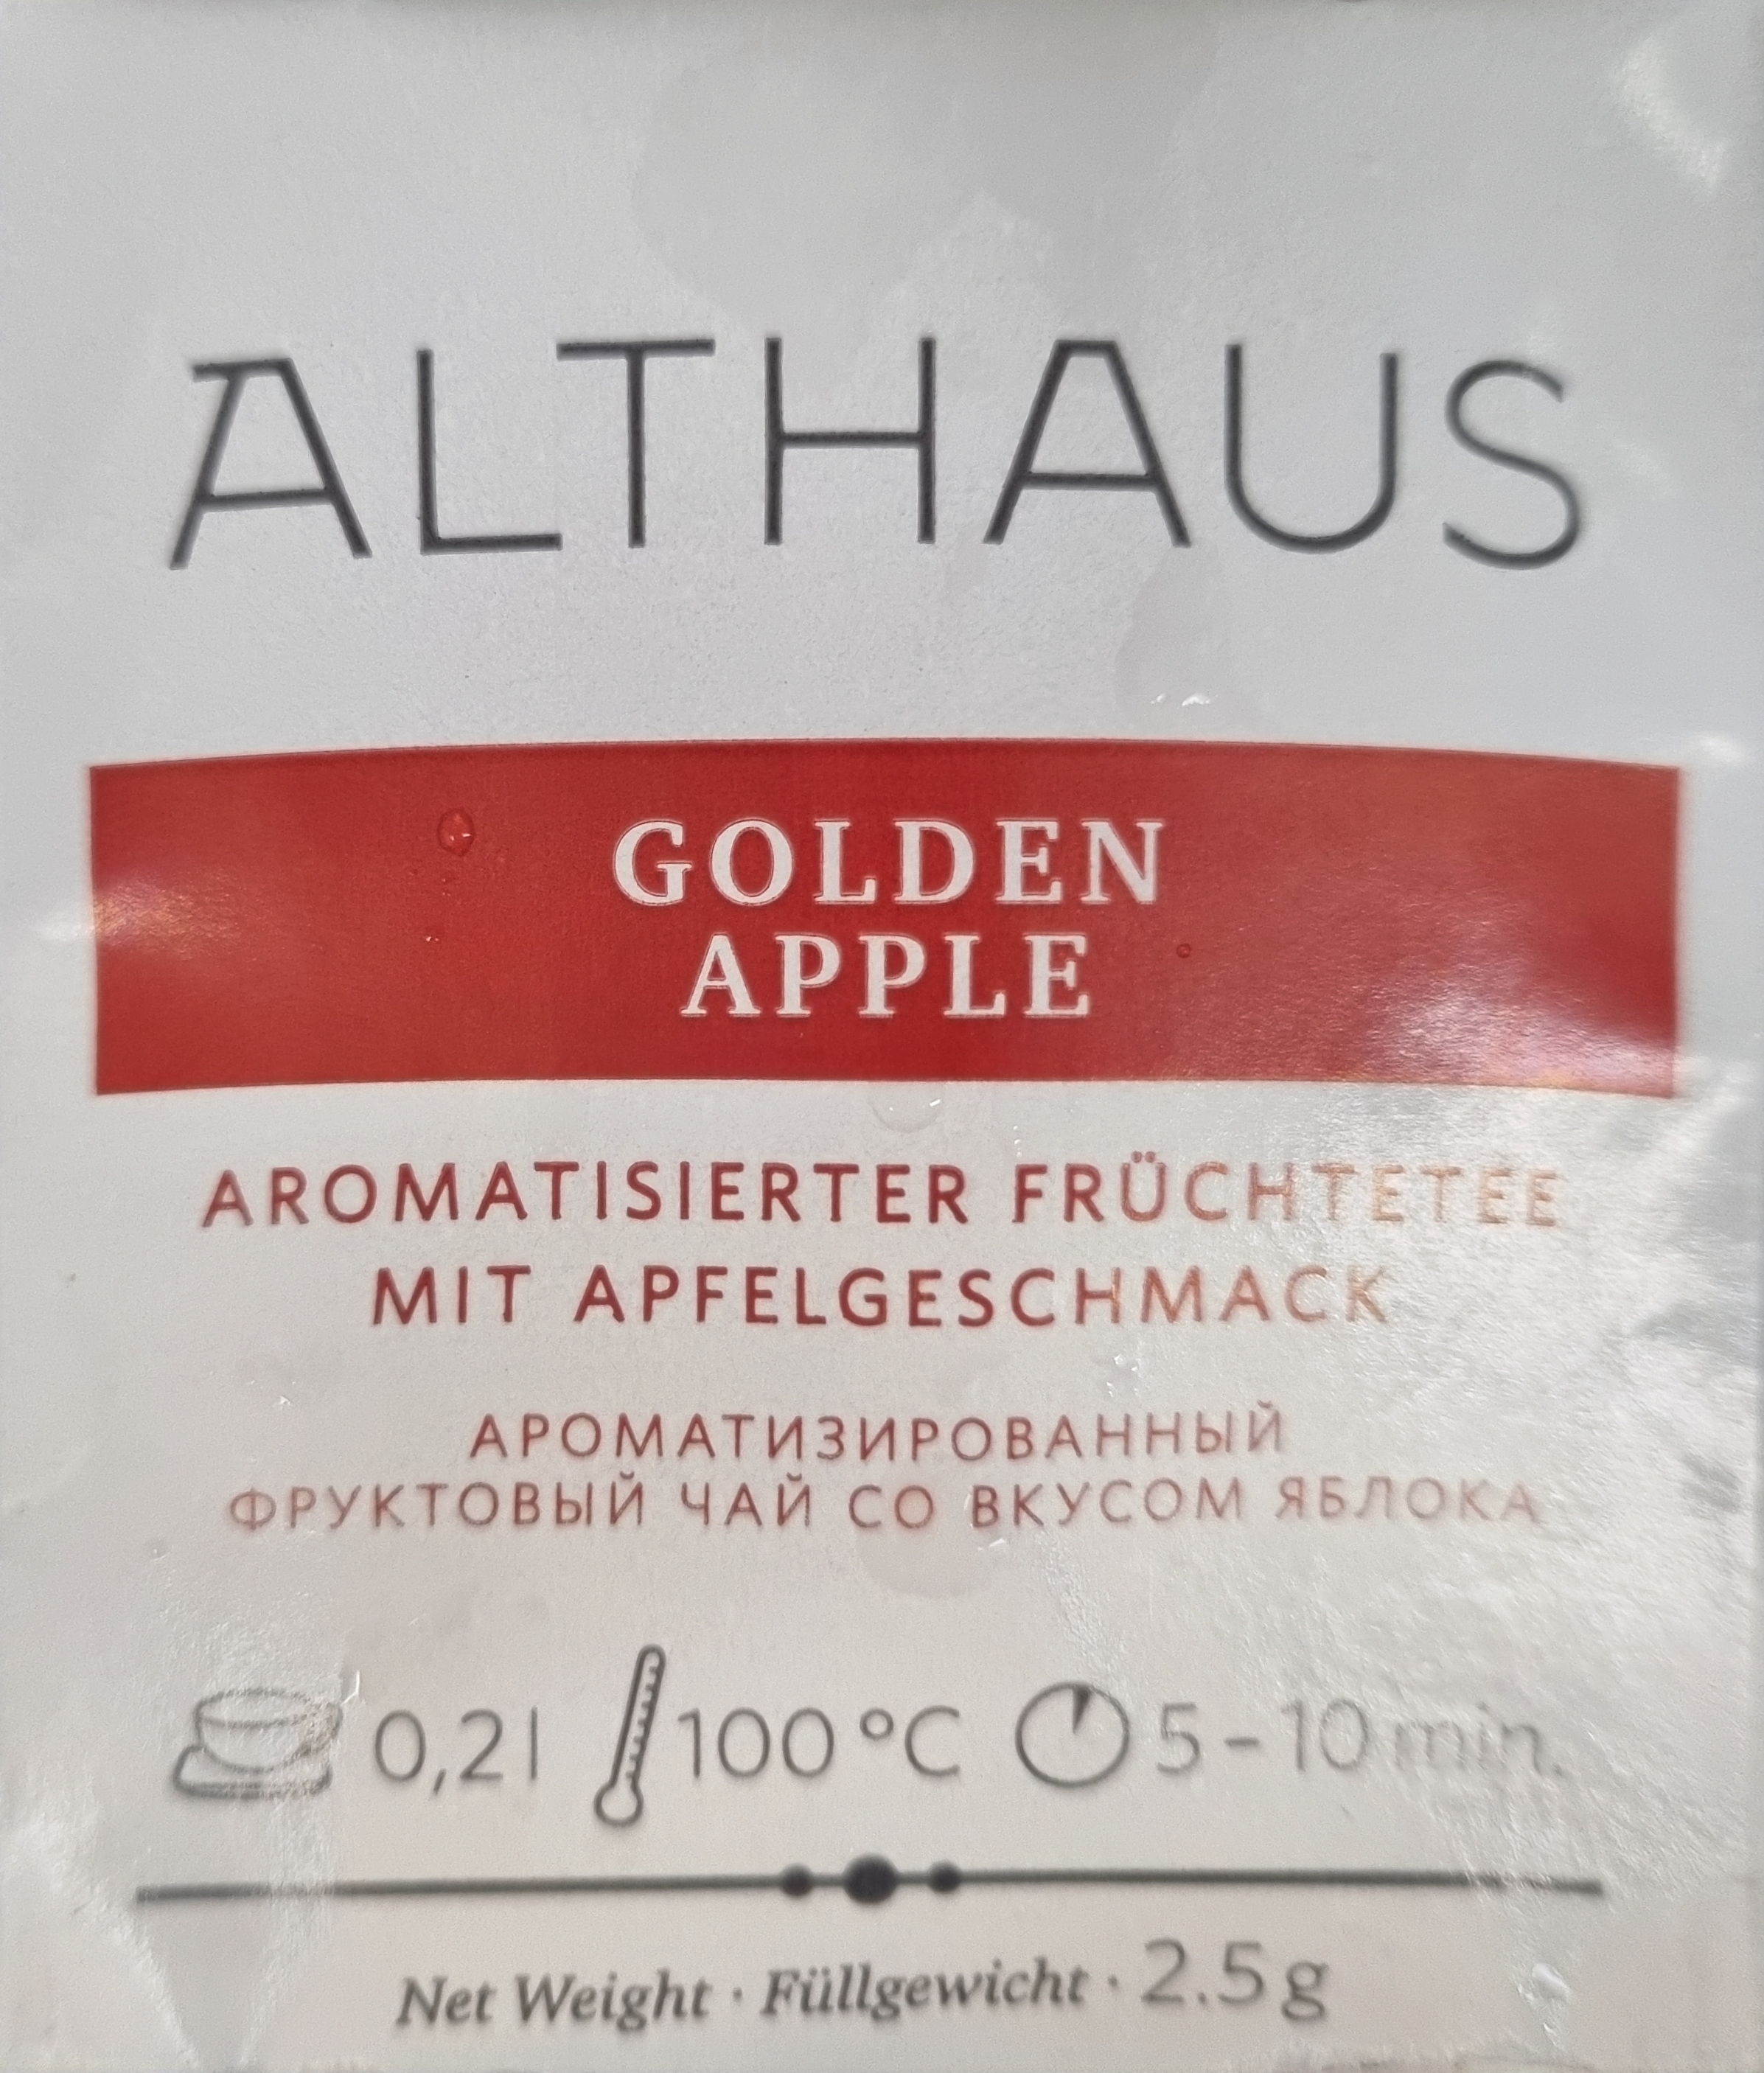 ALTHAUS
GOLDEN
APPLE
AROMATISIERTER FRÜCHTETEE
MIT APFELGESCHMACK
АРОМАТИЗИРОВАННЫЙ
ФРУКТОВЫЙ ЧАЙ СО ВКУСОМ ЯБЛОКА
0,2l 100 °C 5-10 min.
Net Weight · Füllgewicht · 2.5g